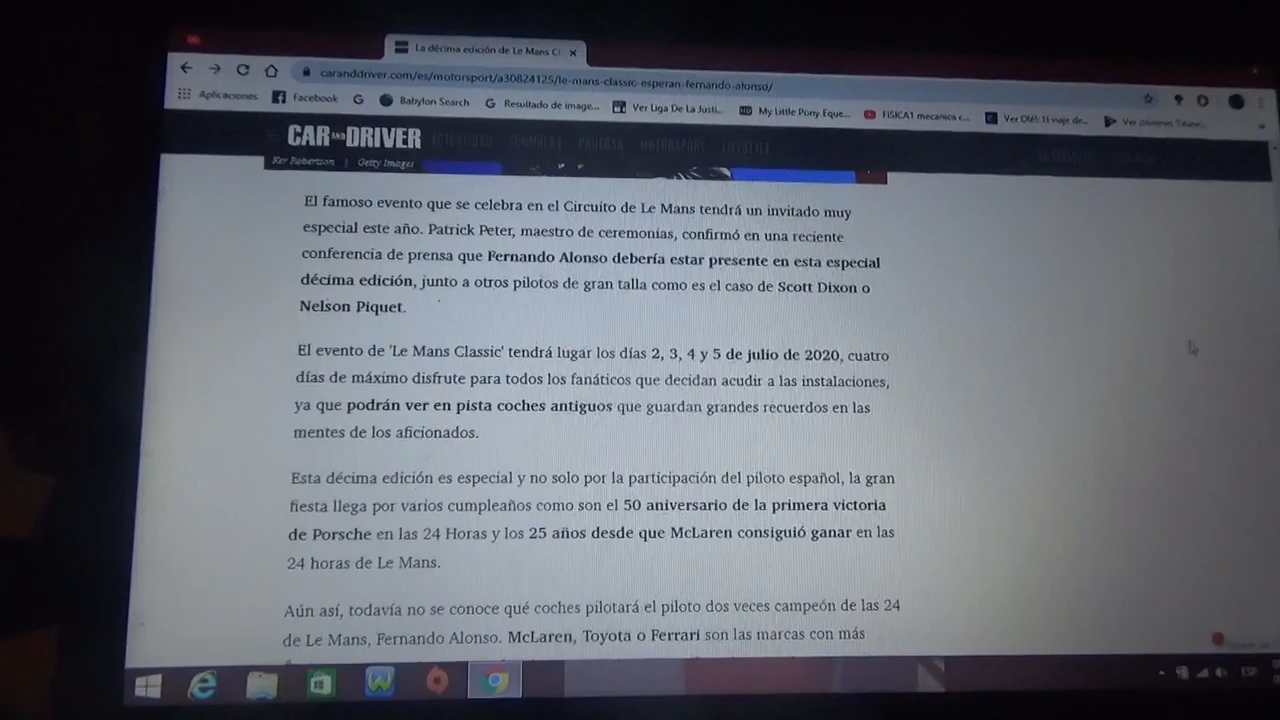 La décima edición de Le Mans C
caranddriver.com/es/motorsport/a30824125/le-mans-classic-esperan-fernando-alonso/
Aplicaciones
Facebook
Babylon Search
Resultado de image...
Ver Liga De La Justi...
My Little Pony Eque...
FISICA1 mecanica c...
Ver Olé!: El viaje de...
CAR AND DRIVER
MOTORSPORT
LIFESTYLE
Ker Robertson | Getty Images
El famoso evento que se celebra en el Circuito de Le Mans tendrá un invitado muy
especial este año. Patrick Peter, maestro de ceremonias, confirmó en una reciente
conferencia de prensa que Fernando Alonso debería estar presente en esta especial
décima edición, junto a otros pilotos de gran talla como es el caso de Scott Dixon o
Nelson Piquet.
El evento de 'Le Mans Classic' tendrá lugar los días 2, 3, 4 y 5 de julio de 2020, cuatro
días de máximo disfrute para todos los fanáticos que decidan acudir a las instalaciones,
ya que podrán ver en pista coches antiguos que guardan grandes recuerdos en las
mentes de los aficionados.
Esta décima edición es especial y no solo por la participación del piloto español, la gran
fiesta llega por varios cumpleaños como son el 50 aniversario de la primera victoria
de Porsche en las 24 Horas y los 25 años desde que McLaren consiguió ganar en las
24 horas de Le Mans.
Aún así, todavía no se conoce qué coches pilotará el piloto dos veces campeón de las 24
de Le Mans, Fernando Alonso. McLaren, Toyota o Ferrari son las marcas con más
ESP